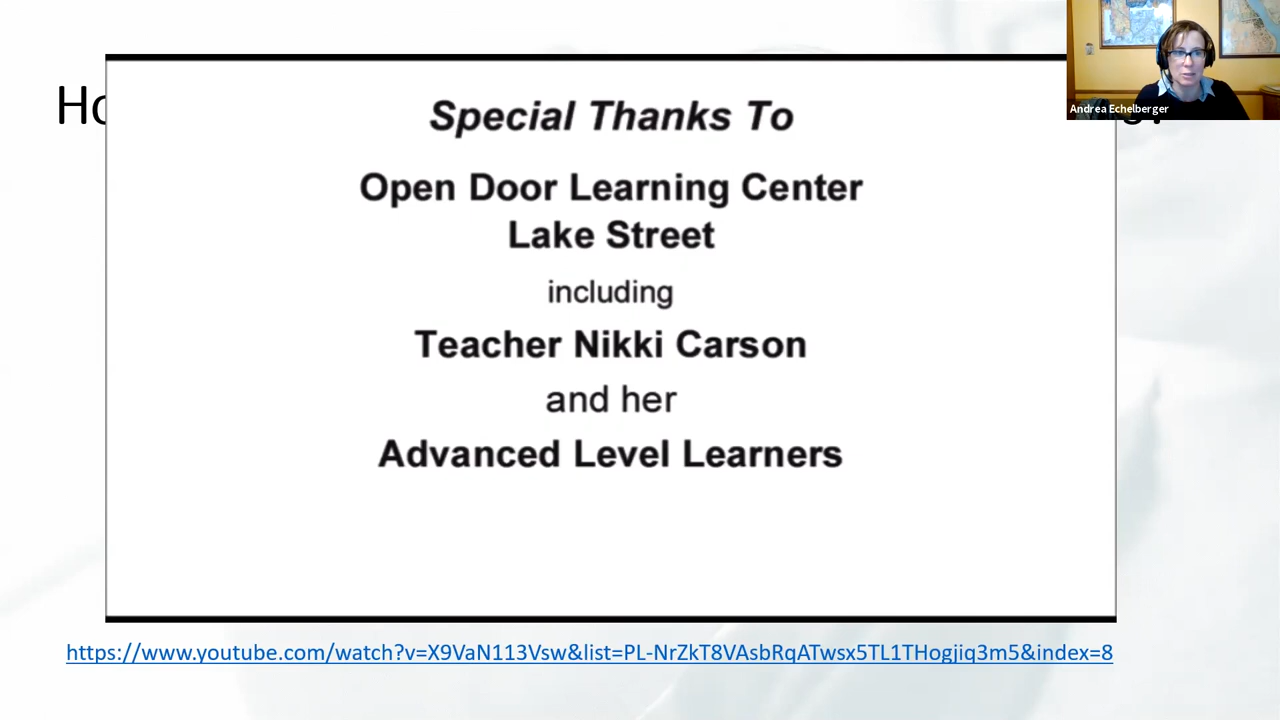 Ho
Special Thanks To
Open Door Learning Center
Lake Street
including
Teacher Nikki Carson
and her
Advanced Level Learners
Andrea Echelberger
https://www.youtube.com/watch?v=X9VaN113Vsw&list=PL-NrZkT8VAsbRqATwsx5TL1THogjiq3m5&index=8